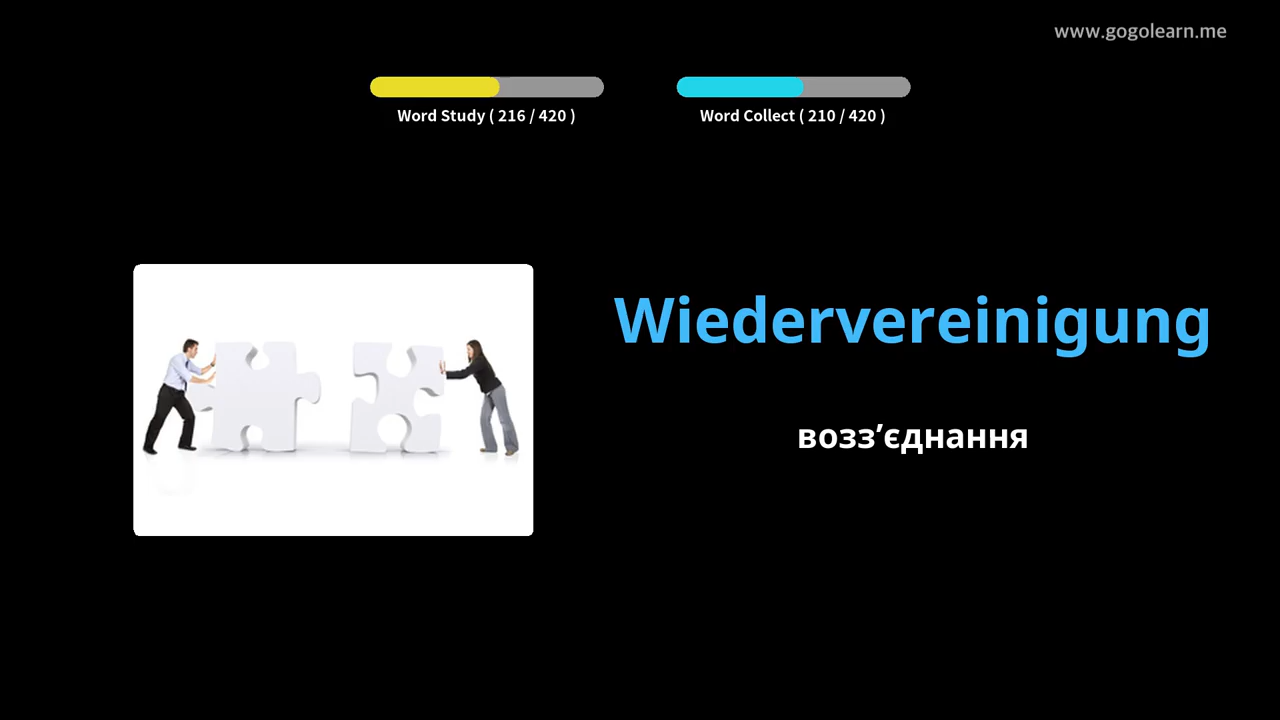 www.gogolearn.me
Word Study ( 216 / 420 )
Word Collect ( 210 / 420 )
Wiedervereinigung
возз’єднання